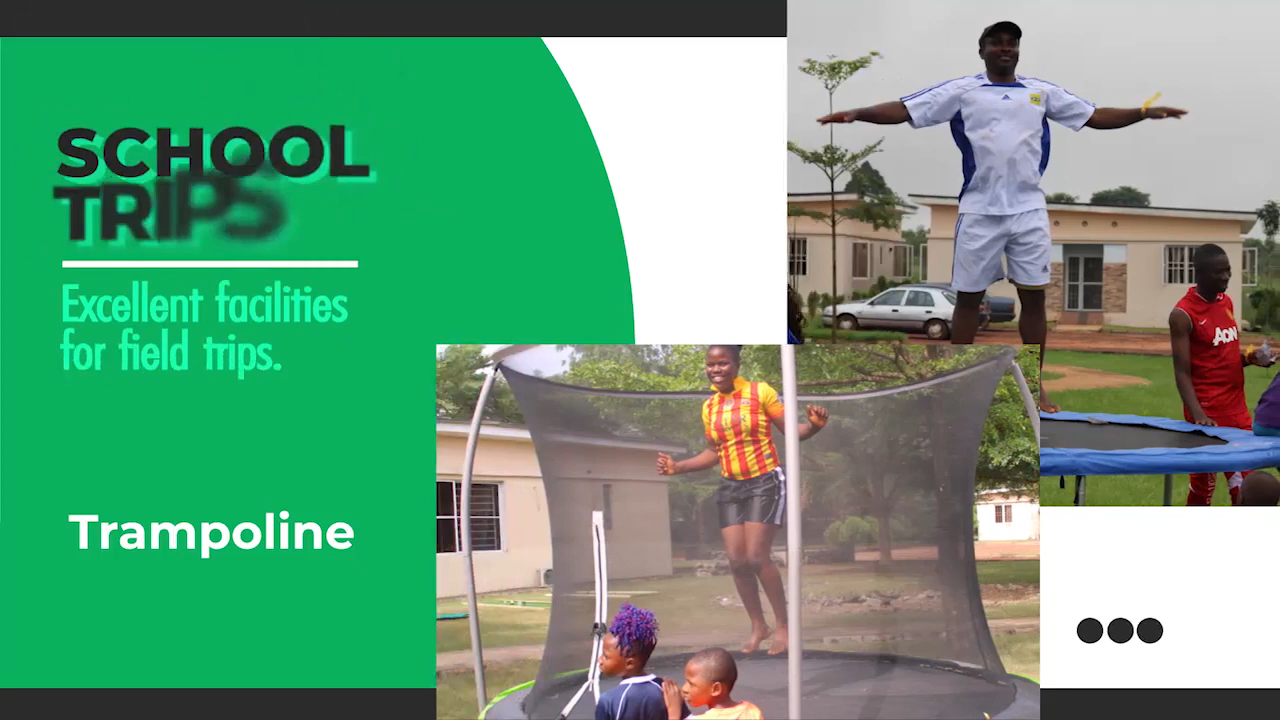 SCHOOL
TRIPS
Excellent facilities
for field trips.
Trampoline
AON